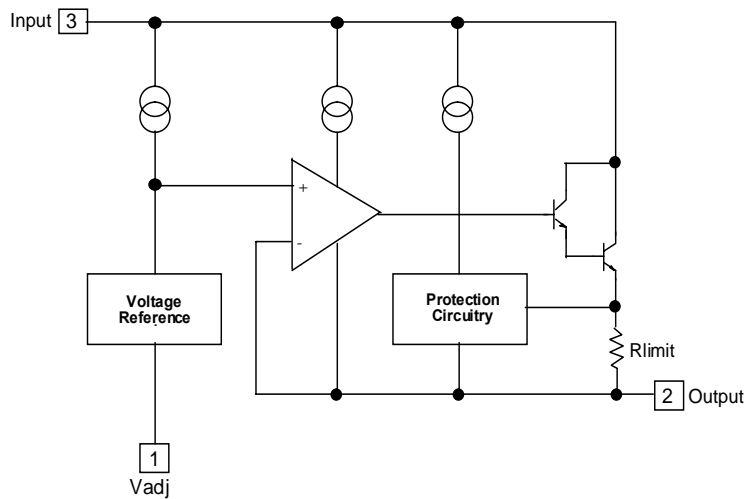 Input 3
+
-
Voltage
Reference
Protection
Circuitry
Rlimit
2 Output
1
Vadj